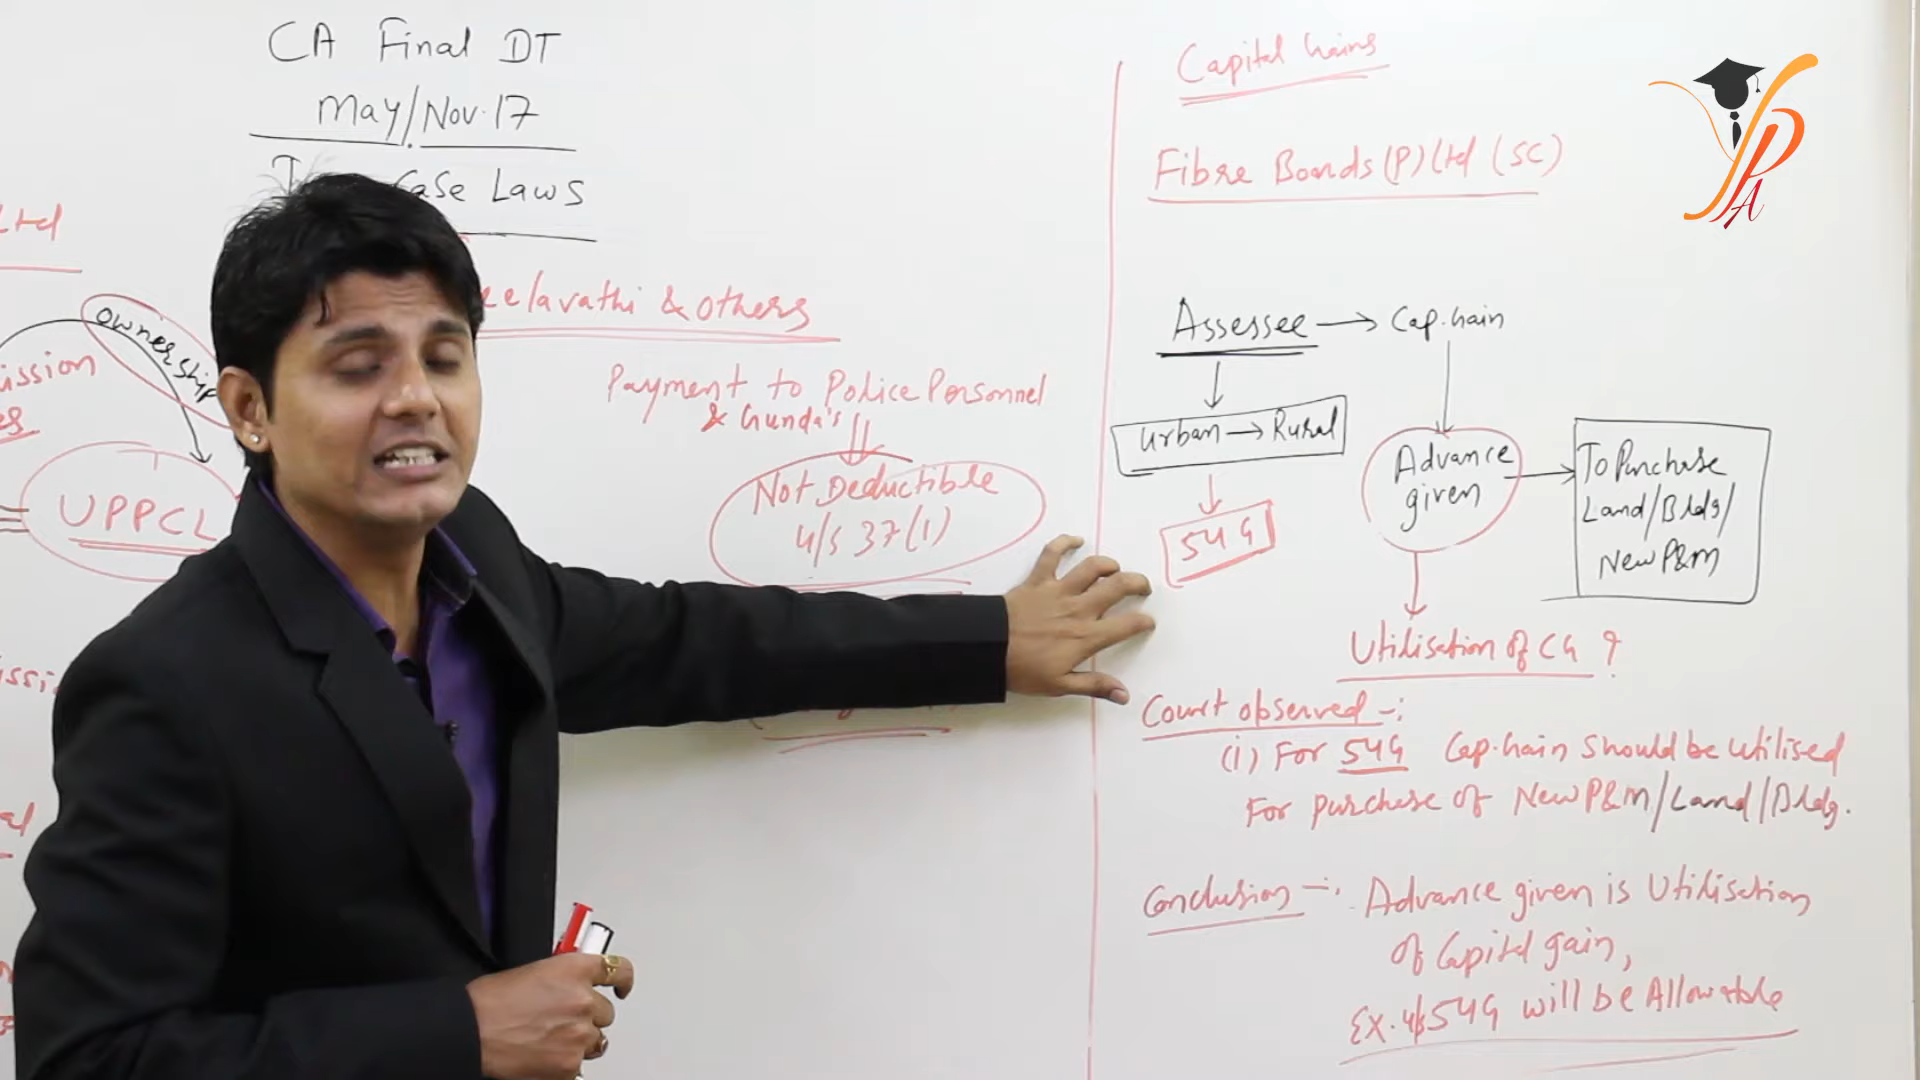 CA Final DT
May/Nov.17
Case Laws
Ltd
ownership
ission
UPPCL
& others
Payment to Police Personnel
& Gunda's
Not Deductible
u/s 37(1)
Capital Gains
Fibre Boards (P) Ltd (SC)
Assessee → Cap. Gain
Urban → Rural
54G
Advance
given
To Purchase
Land/Bldg/
New P&M
Utilisation of CG ?
Court observed -:
(i) For 54G Cap. Gain should be utilised
For purchase of New P&M/Land/Bldg.
Conclusion -: Advance given is Utilisation
of Capital gain,
Ex. u/s 54G will be Allowable
YPA